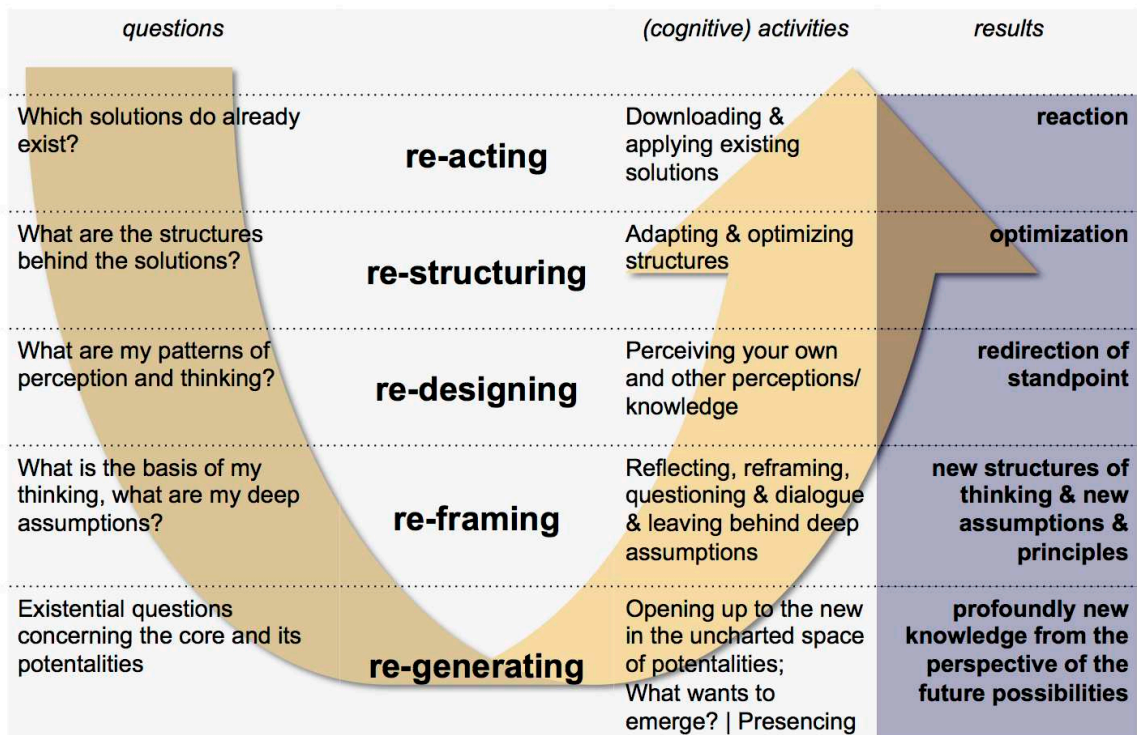 questions
(cognitive) activities
results
Which solutions do already
exist?
re-acting
Downloading &
applying existing
solutions
reaction
What are the structures
behind the solutions?
re-structuring
Adapting & optimizing
structures
optimization
What are my patterns of
perception and thinking?
re-designing
Perceiving your own
and other perceptions/
knowledge
redirection of
standpoint
What is the basis of my
thinking, what are my deep
assumptions?
re-framing
Reflecting, reframing,
questioning & dialogue
& leaving behind deep
assumptions
new structures of
thinking & new
assumptions &
principles
Existential questions
concerning the core and its
potentalities
re-generating
Opening up to the new
in the uncharted space
of potentalities;
What wants to
emerge? | Presencing
profoundly new
knowledge from the
perspective of the
future possibilities